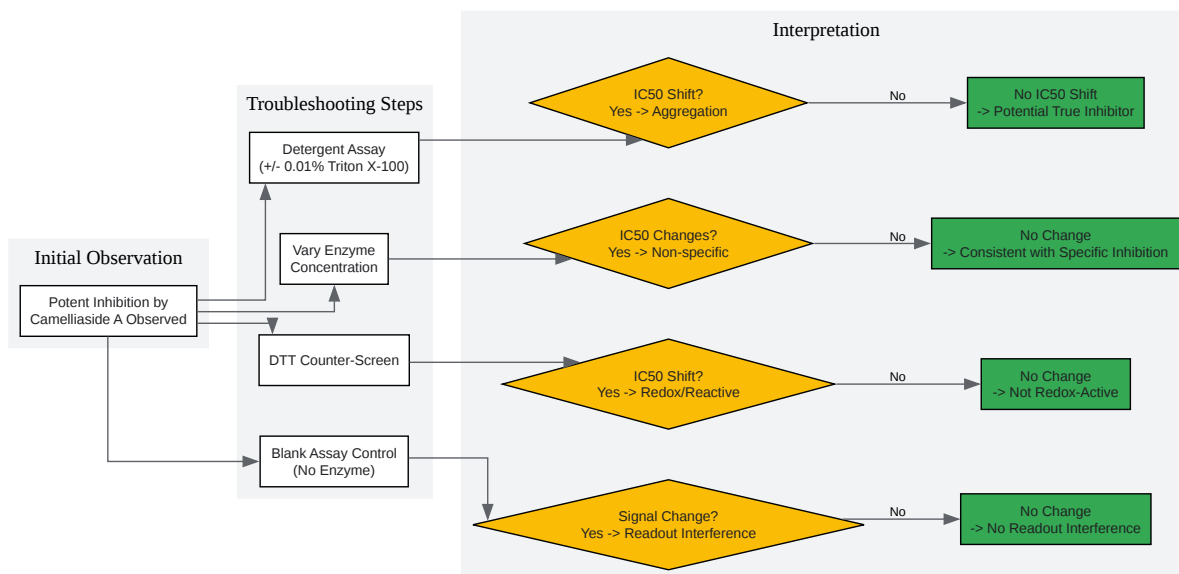 Initial Observation
Potent Inhibition by
Camelliaside A Observed
Troubleshooting Steps
Detergent Assay
(+/- 0.01% Triton X-100)
Vary Enzyme
Concentration
DTT Counter-Screen
Blank Assay Control
(No Enzyme)
Interpretation
IC50 Shift?
Yes -> Aggregation
No
No IC50 Shift
-> Potential True Inhibitor
IC50 Changes?
Yes -> Non-specific
No
No Change
-> Consistent with Specific Inhibition
IC50 Shift?
Yes -> Redox/Reactive
No
No Change
-> Not Redox-Active
Signal Change?
Yes -> Readout Interference
No
No Change
-> No Readout Interference